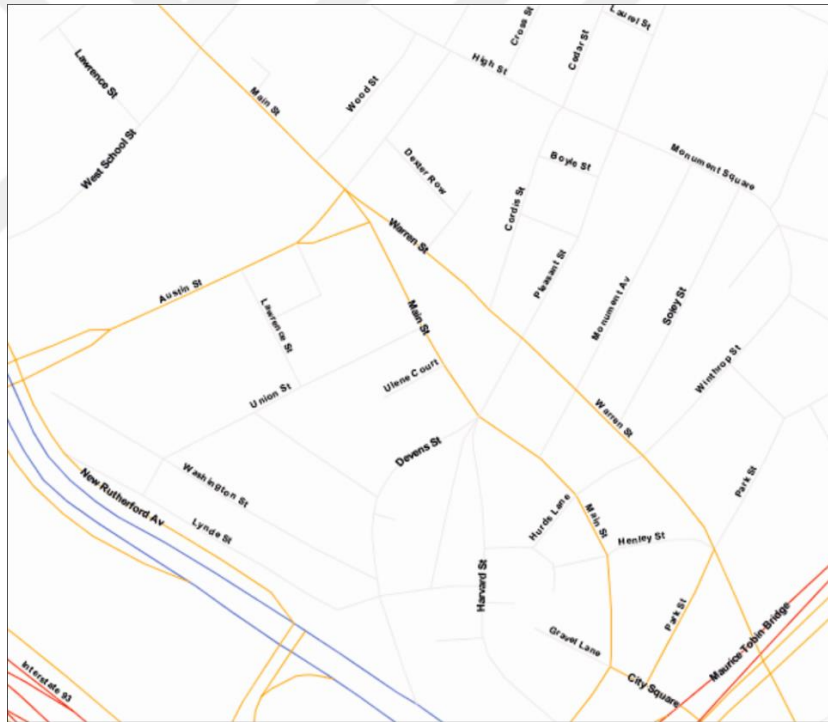 Laurel St
Cross St
Cedar St
High St
Lawrence St
Main St
Wood St
West School St
Dexter Row
Boyle St
Monument Square
Cordis St
Warren St
Pleasant St
Austin St
Monument Av
Soley St
Lawrence St
Main St
Winthrop St
Ulene Court
Union St
Warren St
Devens St
Park St
Washington St
New Rutherford Av
Lynde St
Hurds Lane
Main St
Henley St
Harvard St
Park St
Maurice Tobin Bridge
Gravel Lane
City Square
Interstate 93